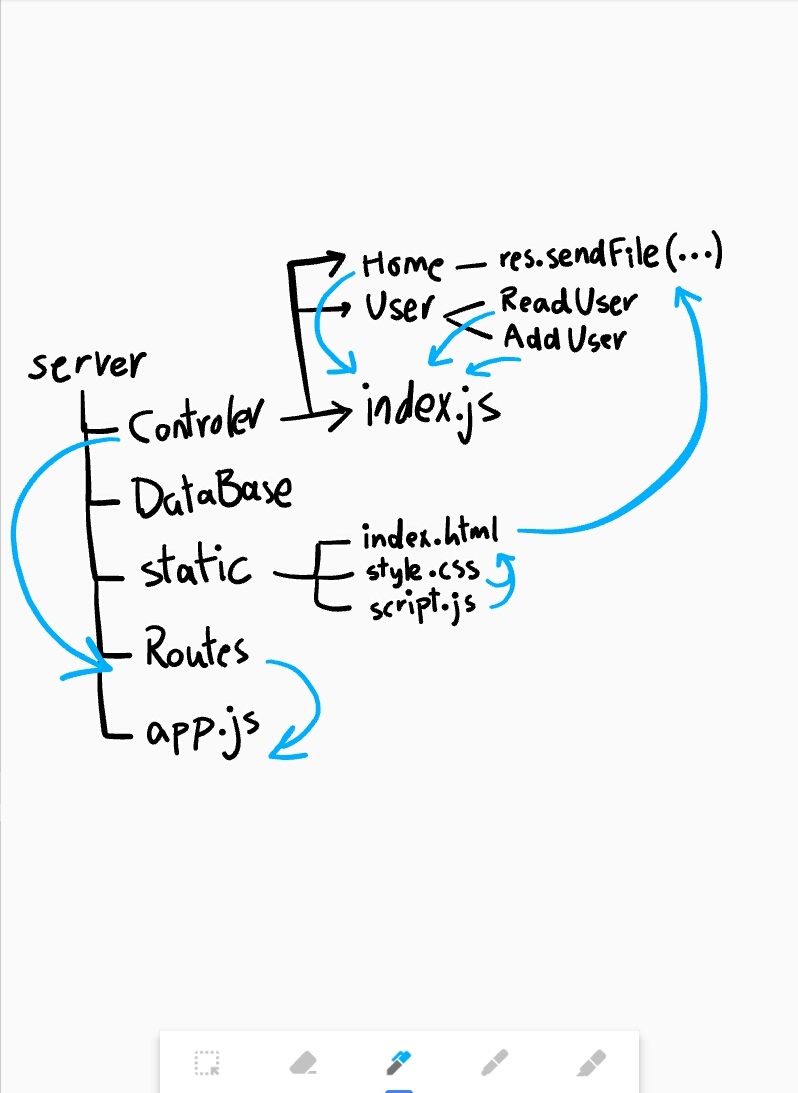 Home — res.sendFile(...)
User
ReadUser
AddUser
server
Controler
index.js
DataBase
static
index.html
style.css
script.js
Routes
app.js